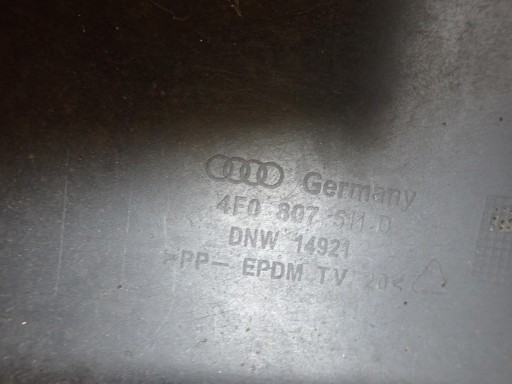 Germany
4F0 807 511 D
DNW 14921
>PP- EPDM TV 20<